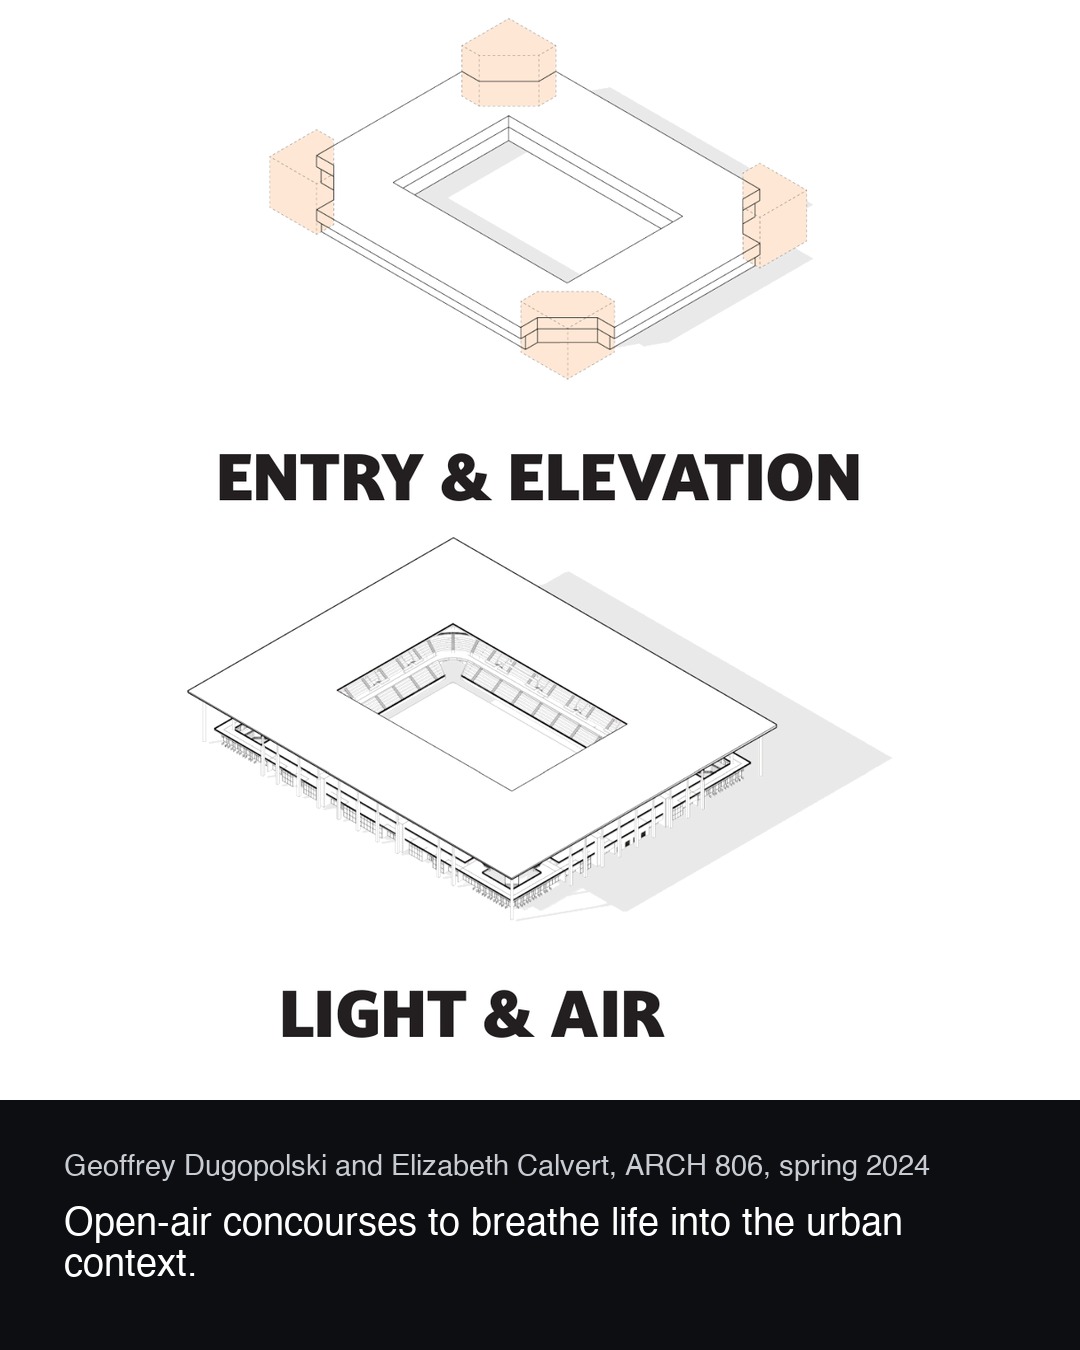 ENTRY & ELEVATION
LIGHT & AIR
Geoffrey Dugopolski and Elizabeth Calvert, ARCH 806, spring 2024
Open-air concourses to breathe life into the urban
context.